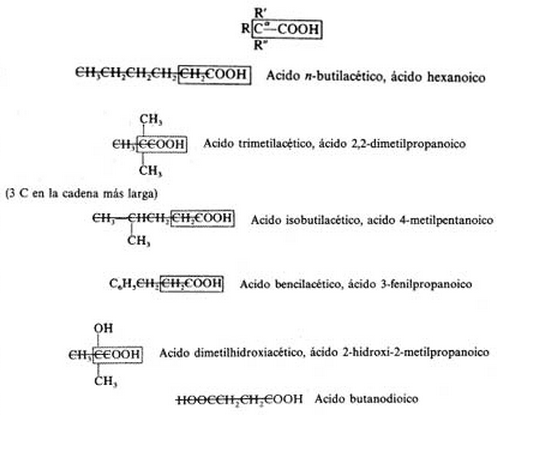 R'
R C^α—COOH
R"
CH₃CH₂CH₂CH₂CH₂COOH Acido n-butilacético, ácido hexanoico
CH₃
CH₃CCOOH Acido trimetilacético, ácido 2,2-dimetilpropanoico
CH₃
(3 C en la cadena más larga)
CH₃—CHCH₂CH₂COOH Acido isobutilacético, acido 4-metilpentanoico
CH₃
C₆H₅CH₂CH₂COOH Acido bencilacético, ácido 3-fenilpropanoico
OH
CH₃CCOOH Acido dimetilhidroxiacético, ácido 2-hidroxi-2-metilpropanoico
CH₃
HOOCCH₂CH₂COOH Acido butanodioico